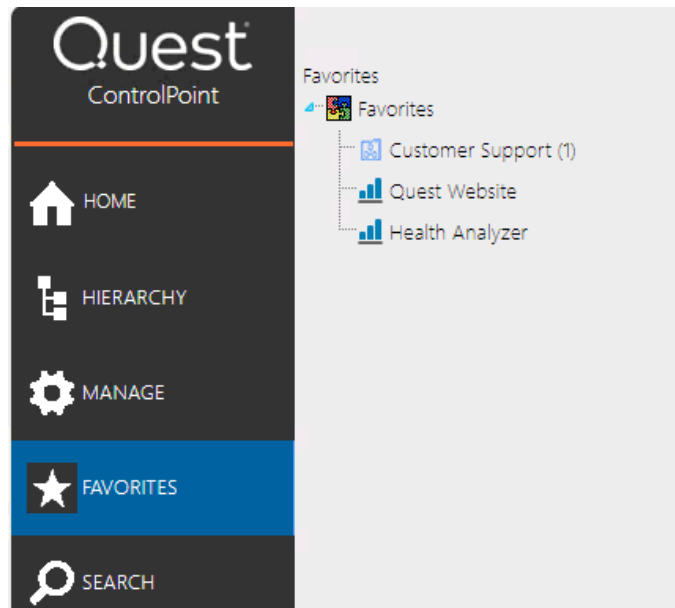 Quest
ControlPoint
HOME
HIERARCHY
MANAGE
FAVORITES
SEARCH
Favorites
Favorites
Customer Support (1)
Quest Website
Health Analyzer